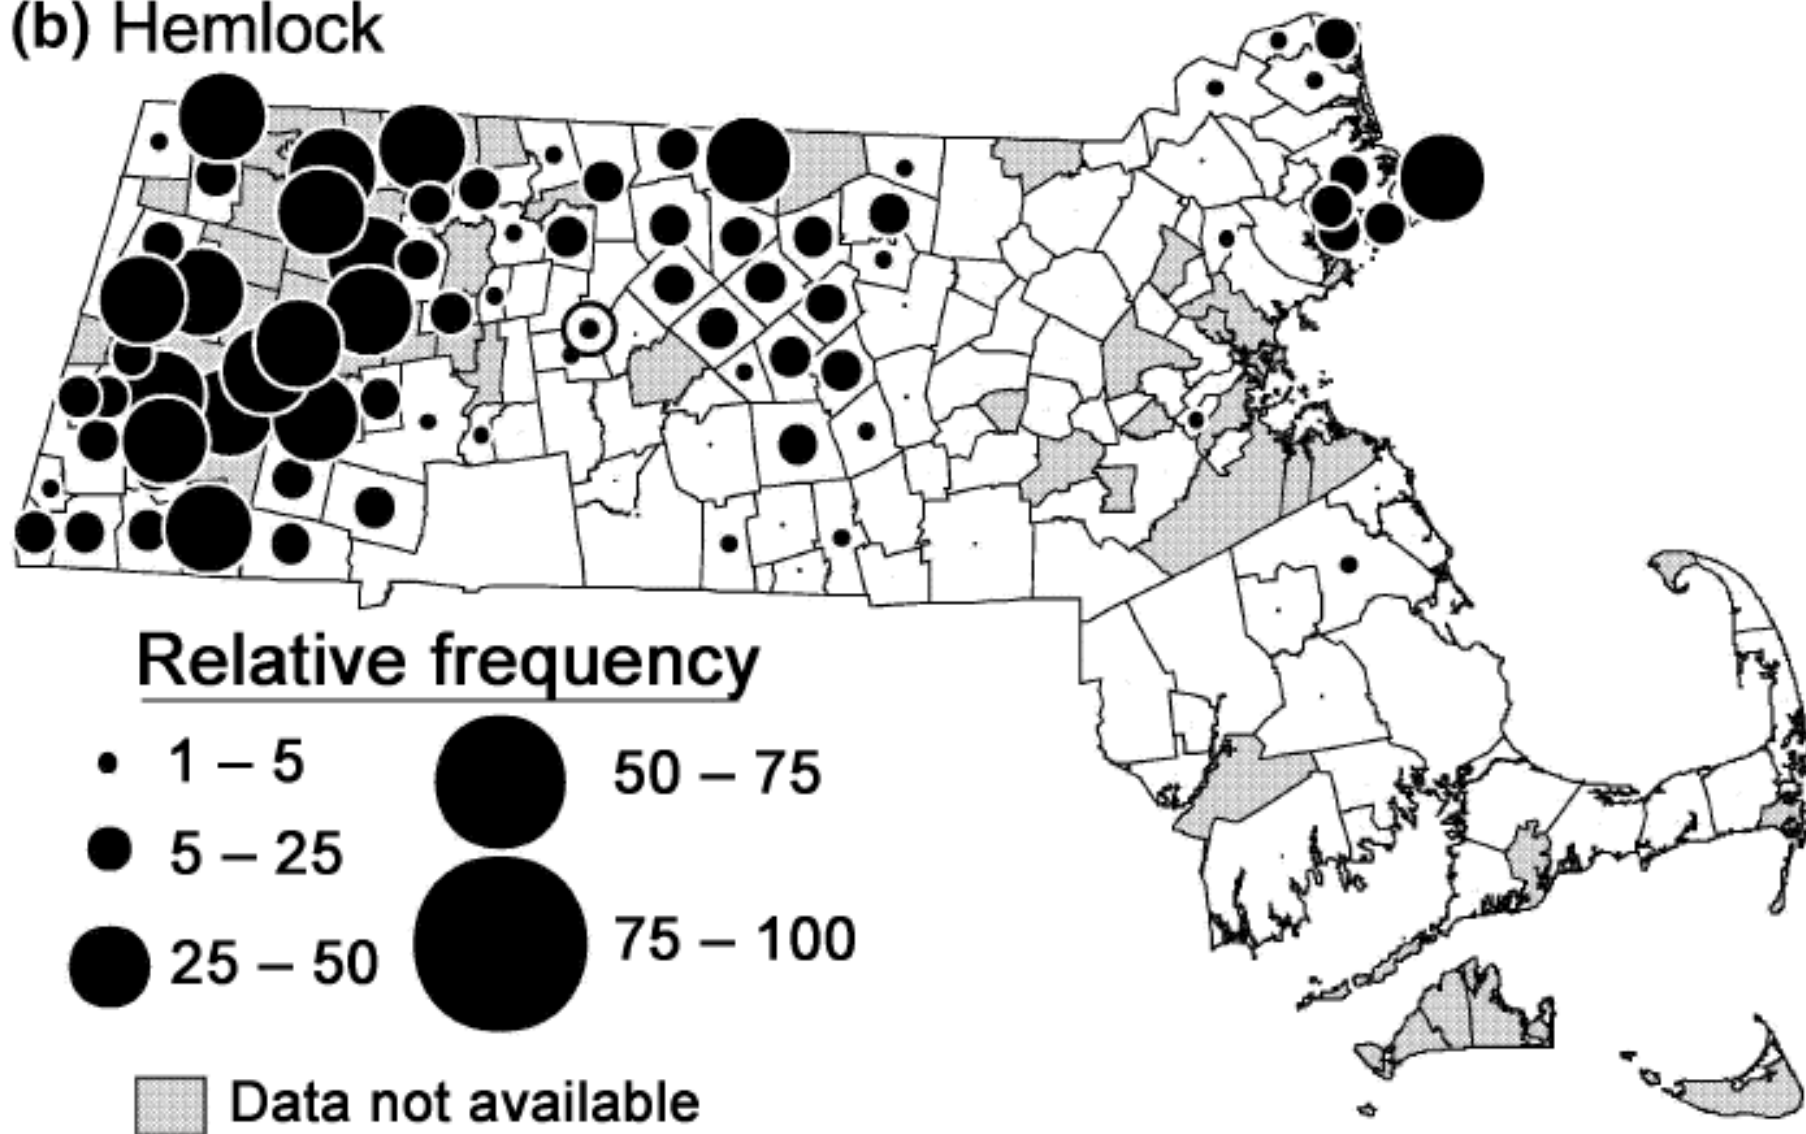 (b) Hemlock
Relative frequency
1 – 5
5 – 25
25 – 50
50 – 75
75 – 100
Data not available